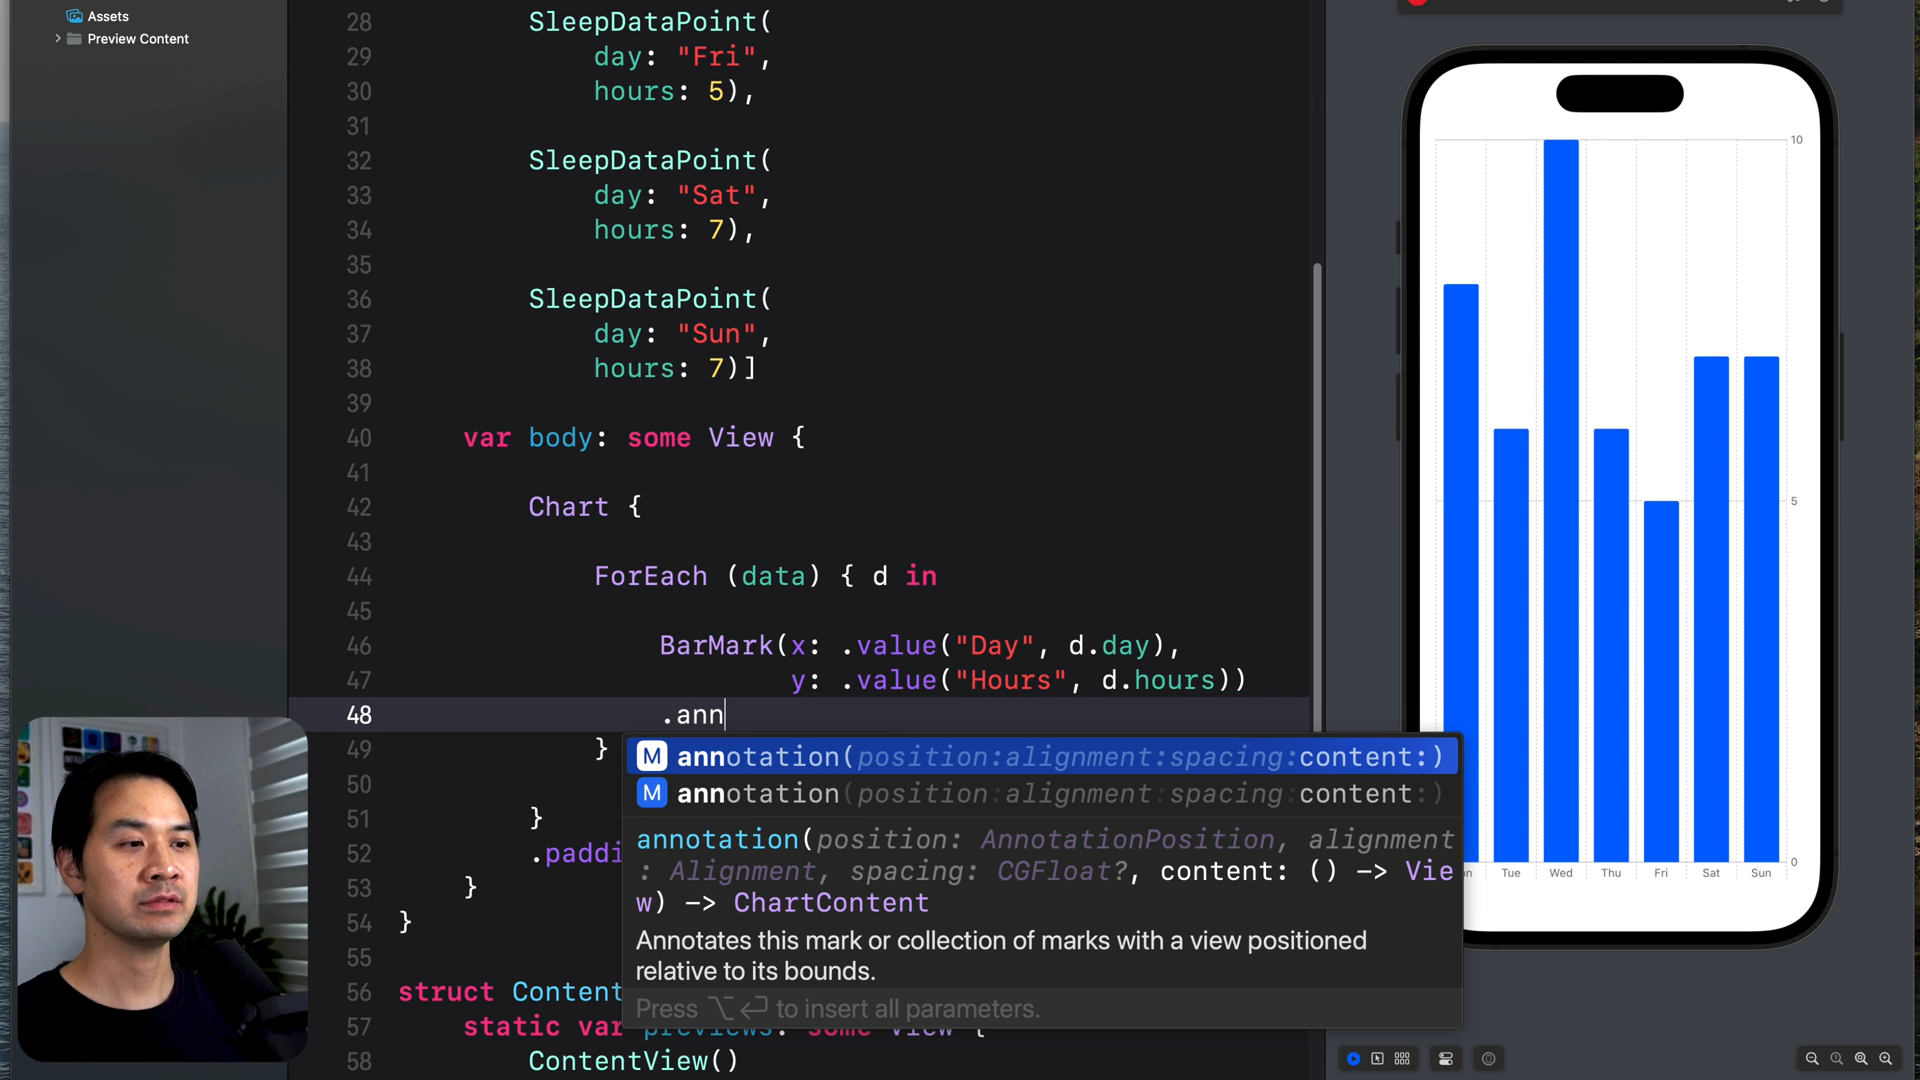 Assets
Preview Content
28 SleepDataPoint(
29 day: "Fri",
30 hours: 5),
31
32 SleepDataPoint(
33 day: "Sat",
34 hours: 7),
35
36 SleepDataPoint(
37 day: "Sun",
38 hours: 7)]
39
40 var body: some View {
41
42 Chart {
43
44 ForEach (data) { d in
45
46 BarMark(x: .value("Day", d.day),
47 y: .value("Hours", d.hours))
48 .ann
49 }
50
51 }
52 .paddi
53 }
54 }
55
56 struct Content
57 static var previews: some View {
58 ContentView()
M annotation(position:alignment:spacing:content:)
M annotation(position:alignment:spacing:content:)
annotation(position: AnnotationPosition, alignment
: Alignment, spacing: CGFloat?, content: () -> Vie
w) -> ChartContent
Annotates this mark or collection of marks with a view positioned
relative to its bounds.
Press ⌥↩ to insert all parameters.
10
5
0
on Tue Wed Thu Fri Sat Sun